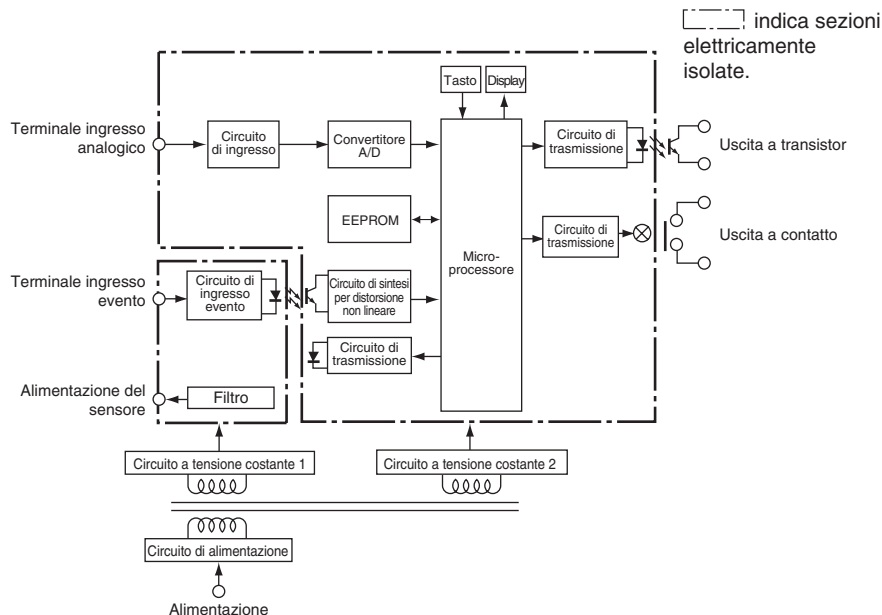 indica sezioni
elettricamente
isolate.
Tasto
Display
Terminale ingresso
analogico
Circuito
di ingresso
Convertitore
A/D
Circuito di
trasmissione
Uscita a transistor
EEPROM
Micro-
processore
Circuito di
trasmissione
Uscita a contatto
Terminale ingresso
evento
Circuito di
ingresso
evento
Circuito di sintesi
per distorsione
non lineare
Circuito di
trasmissione
Alimentazione del
sensore
Filtro
Circuito a tensione costante 1
Circuito a tensione costante 2
Circuito di alimentazione
Alimentazione